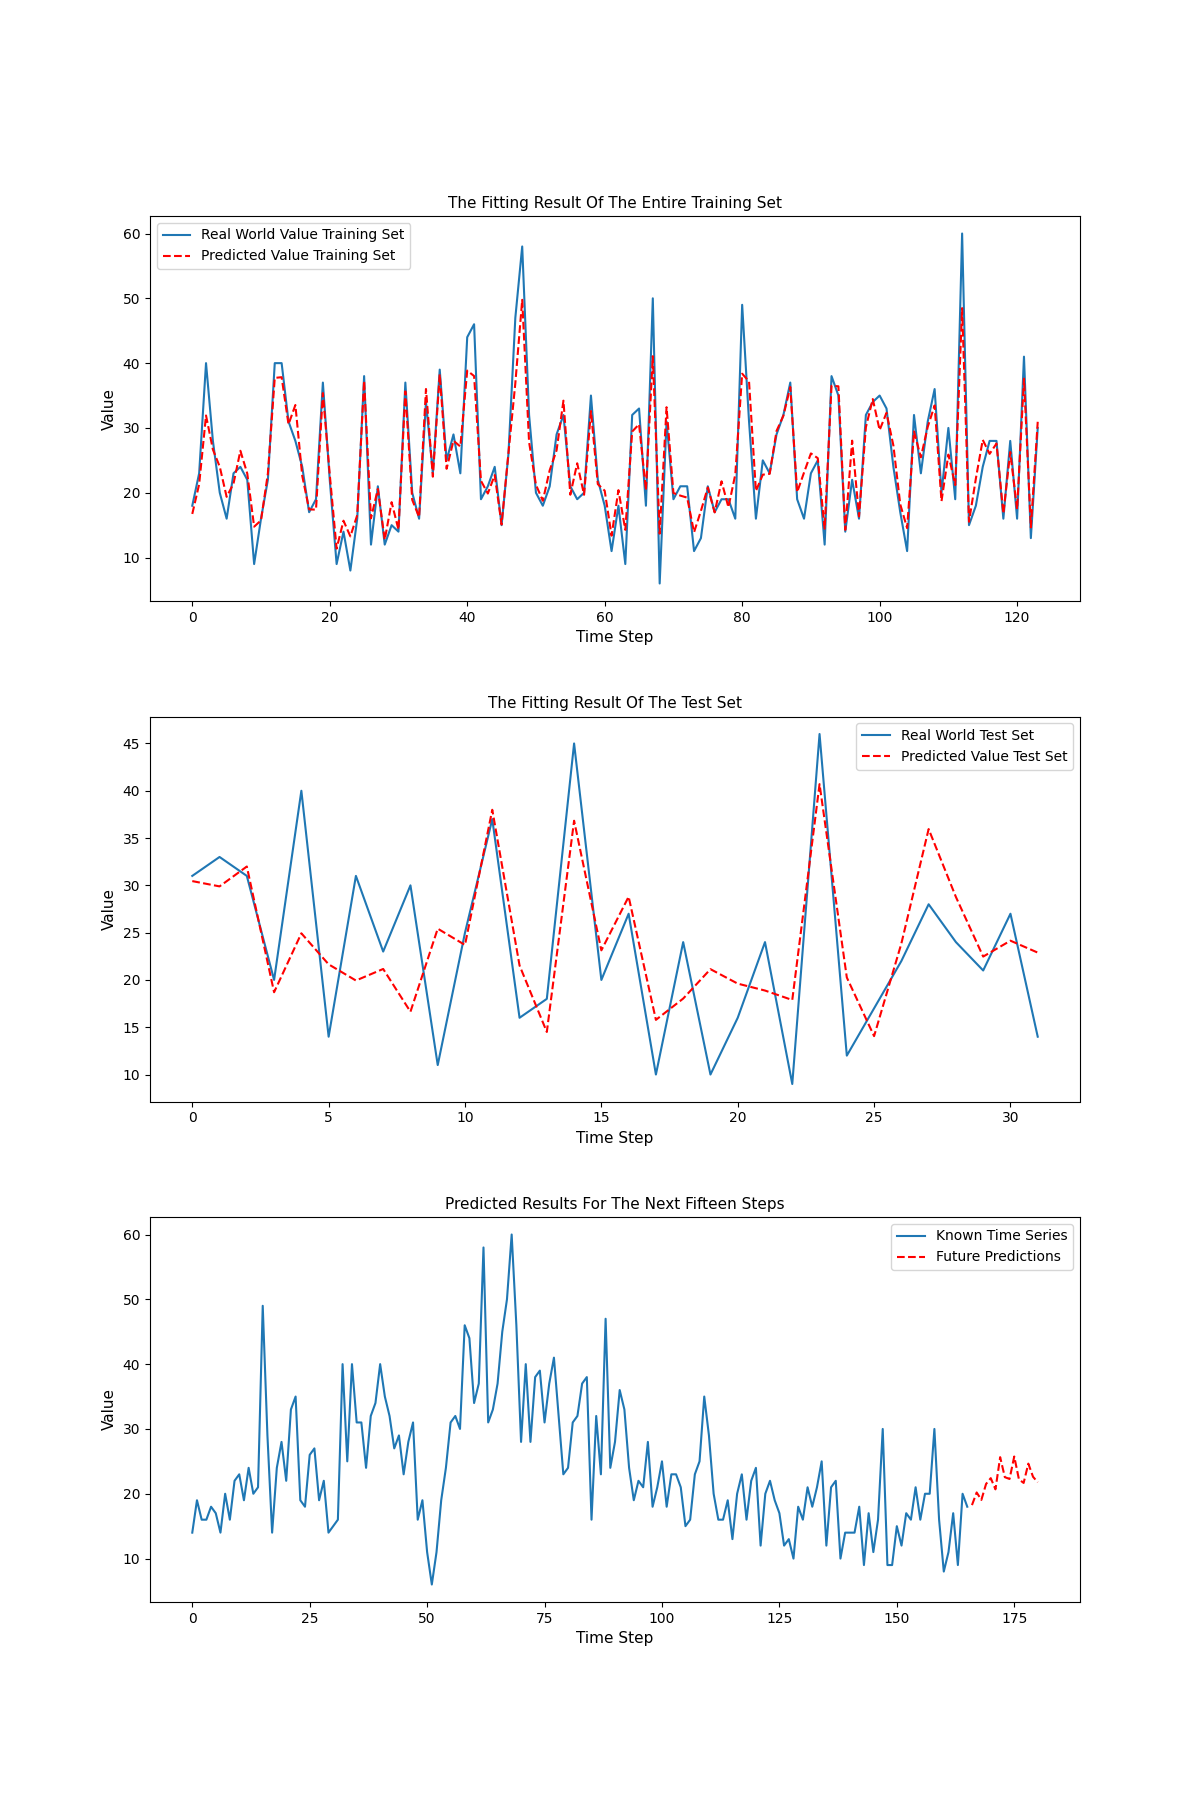 The Fitting Result Of The Entire Training Set
Real World Value Training Set
Predicted Value Training Set
60
50
40
30
20
10
Value
0 20 40 60 80 100 120
Time Step
The Fitting Result Of The Test Set
Real World Test Set
Predicted Value Test Set
45
40
35
30
25
20
15
10
Value
0 5 10 15 20 25 30
Time Step
Predicted Results For The Next Fifteen Steps
Known Time Series
Future Predictions
60
50
40
30
20
10
Value
0 25 50 75 100 125 150 175
Time Step